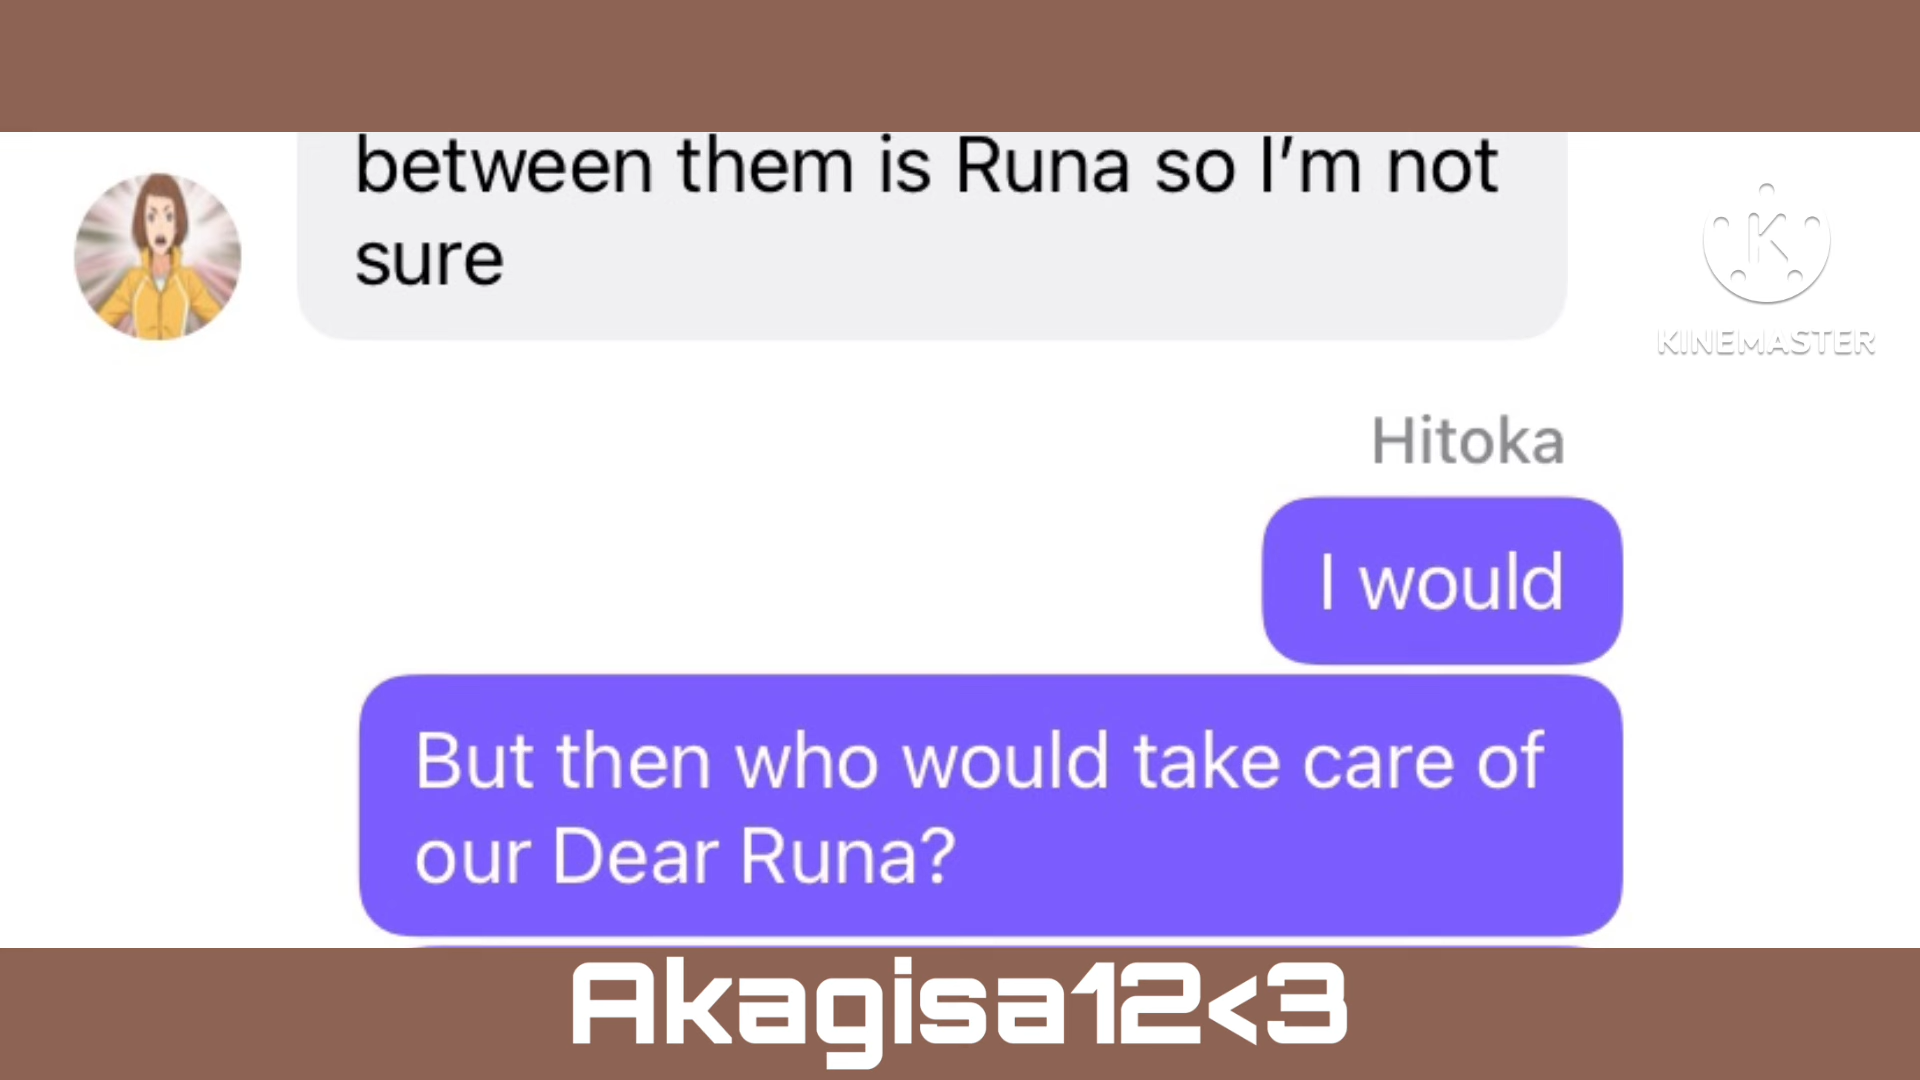 between them is Runa so I’m not
sure
KINEMASTER
Hitoka
I would
But then who would take care of
our Dear Runa?
Akagisa12<3